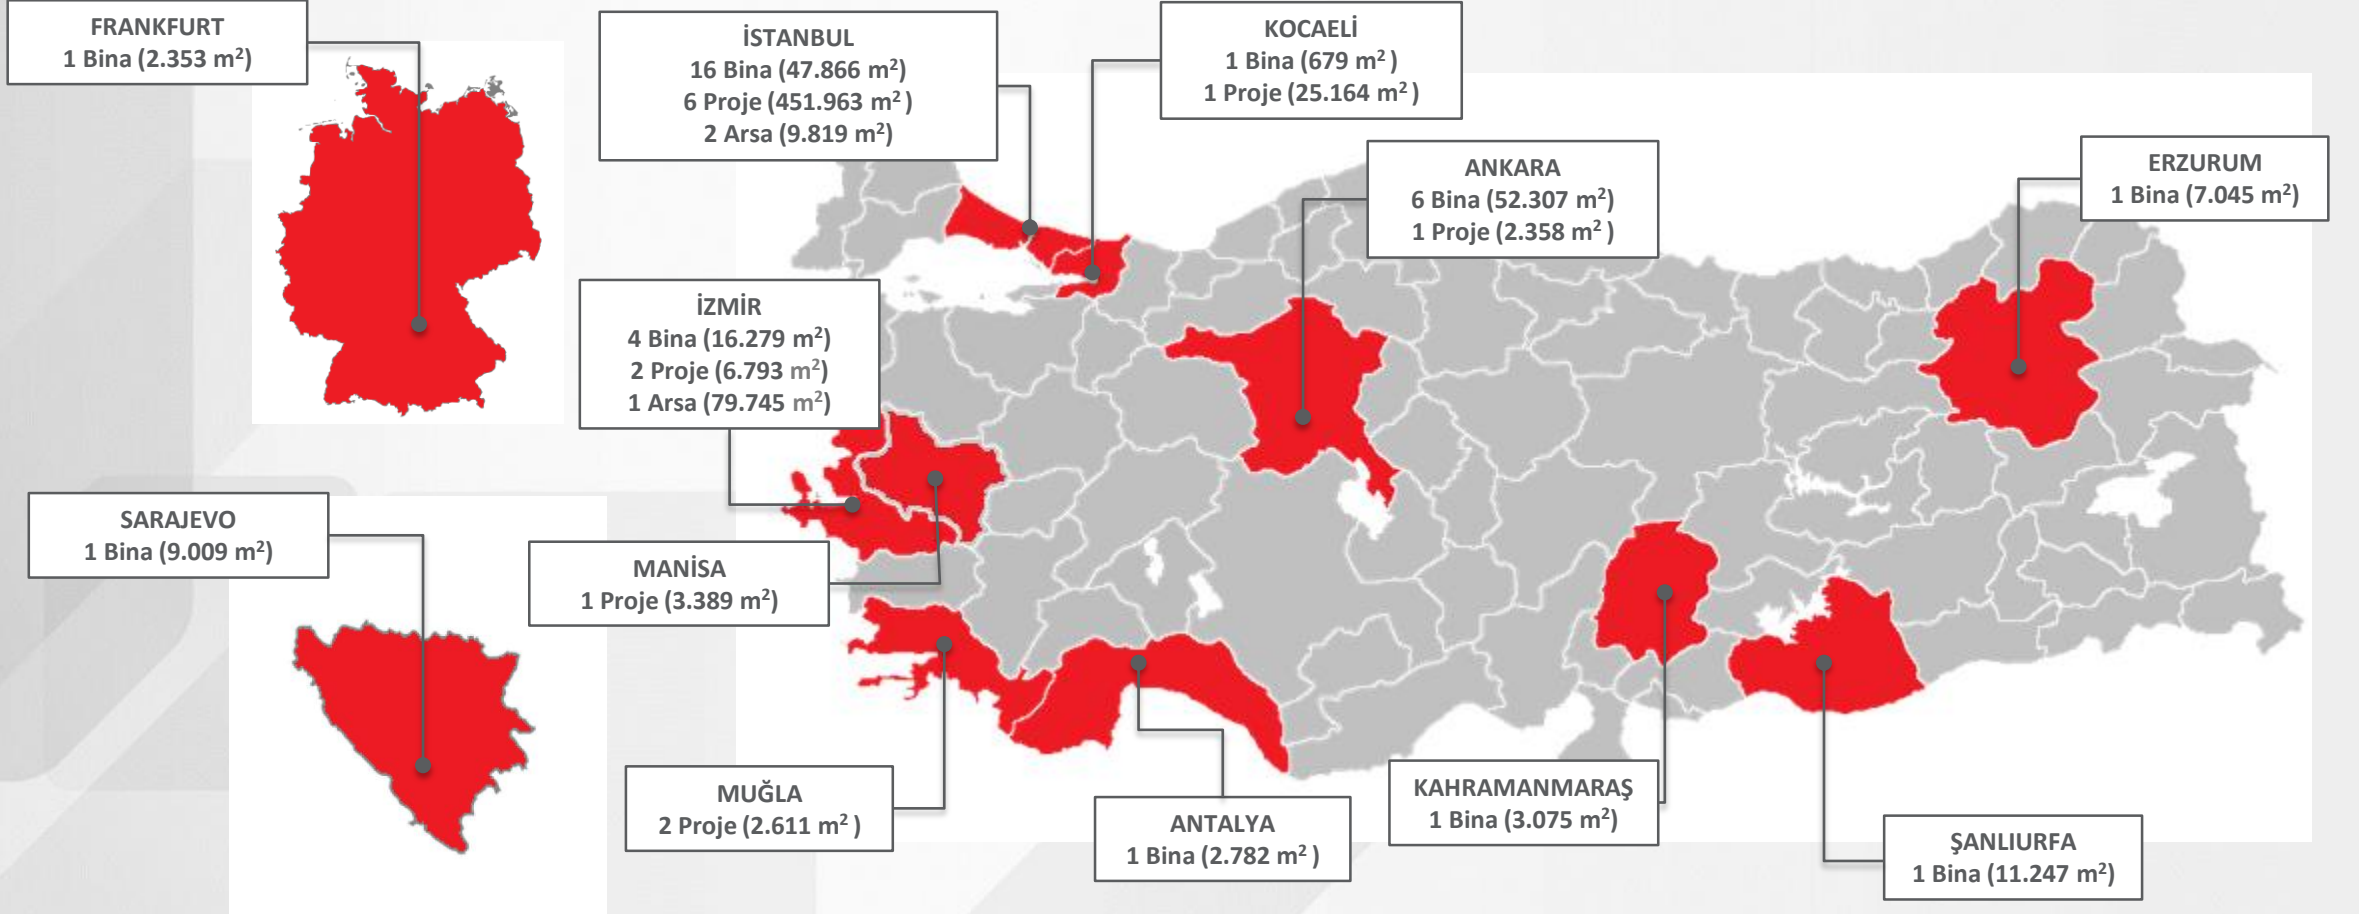 FRANKFURT
1 Bina (2.353 m²)
İSTANBUL
16 Bina (47.866 m²)
6 Proje (451.963 m² )
2 Arsa (9.819 m²)
KOCAELİ
1 Bina (679 m² )
1 Proje (25.164 m² )
ANKARA
6 Bina (52.307 m²)
1 Proje (2.358 m² )
ERZURUM
1 Bina (7.045 m²)
İZMİR
4 Bina (16.279 m²)
2 Proje (6.793 m²)
1 Arsa (79.745 m²)
SARAJEVO
1 Bina (9.009 m²)
MANİSA
1 Proje (3.389 m²)
MUĞLA
2 Proje (2.611 m² )
ANTALYA
1 Bina (2.782 m² )
KAHRAMANMARAŞ
1 Bina (3.075 m²)
ŞANLIURFA
1 Bina (11.247 m²)